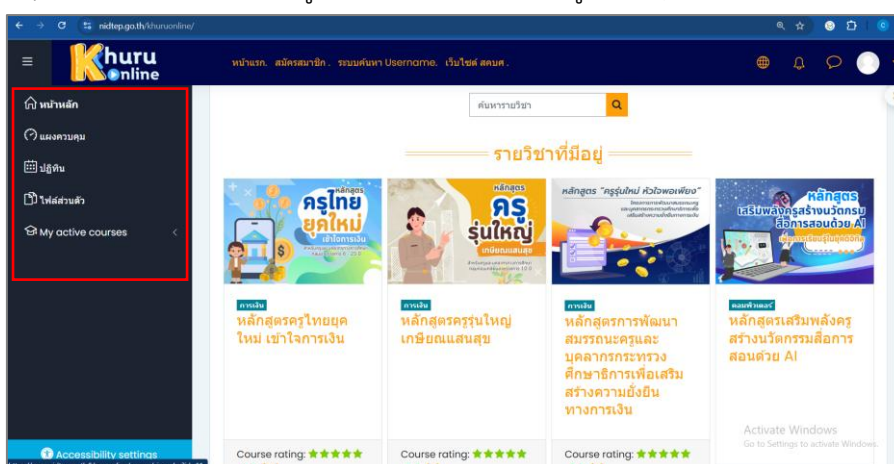 nidtep.go.th/khuruonline/
Khuru
Online
หน้าแรก. สมัครสมาชิก. ระบบค้นหา Username. เว็บไซต์ สคบศ.
หน้าหลัก
แผงควบคุม
ปฏิทิน
ไฟล์ส่วนตัว
My active courses
Accessibility settings
ค้นหารายวิชา
รายวิชาที่มีอยู่
หลักสูตร
ครูไทย
ยุคใหม่
เข้าใจการเงิน
การเงิน
หลักสูตรครูไทยยุค
ใหม่ เข้าใจการเงิน
Course rating:
หลักสูตร
ครู
รุ่นใหญ่
เกษียณแสนสุข
การเงิน
หลักสูตรครูรุ่นใหญ่
เกษียณแสนสุข
Course rating:
หลักสูตร "ครูรุ่นใหม่ หัวใจพอเพียง"
การเงิน
หลักสูตรการพัฒนา
สมรรถนะครูและ
บุคลากรกระทรวง
ศึกษาธิการเพื่อเสริม
สร้างความยั่งยืน
ทางการเงิน
Course rating:
หลักสูตร
เสริมพลังครูสร้างนวัตกรรม
สื่อการสอนด้วย AI
เพื่อการเรียนรู้ในยุคดิจิทัล
คอมพิวเตอร์
หลักสูตรเสริมพลังครู
สร้างนวัตกรรมสื่อการ
สอนด้วย AI
Activate Windows
Go to Settings to activate Windows.